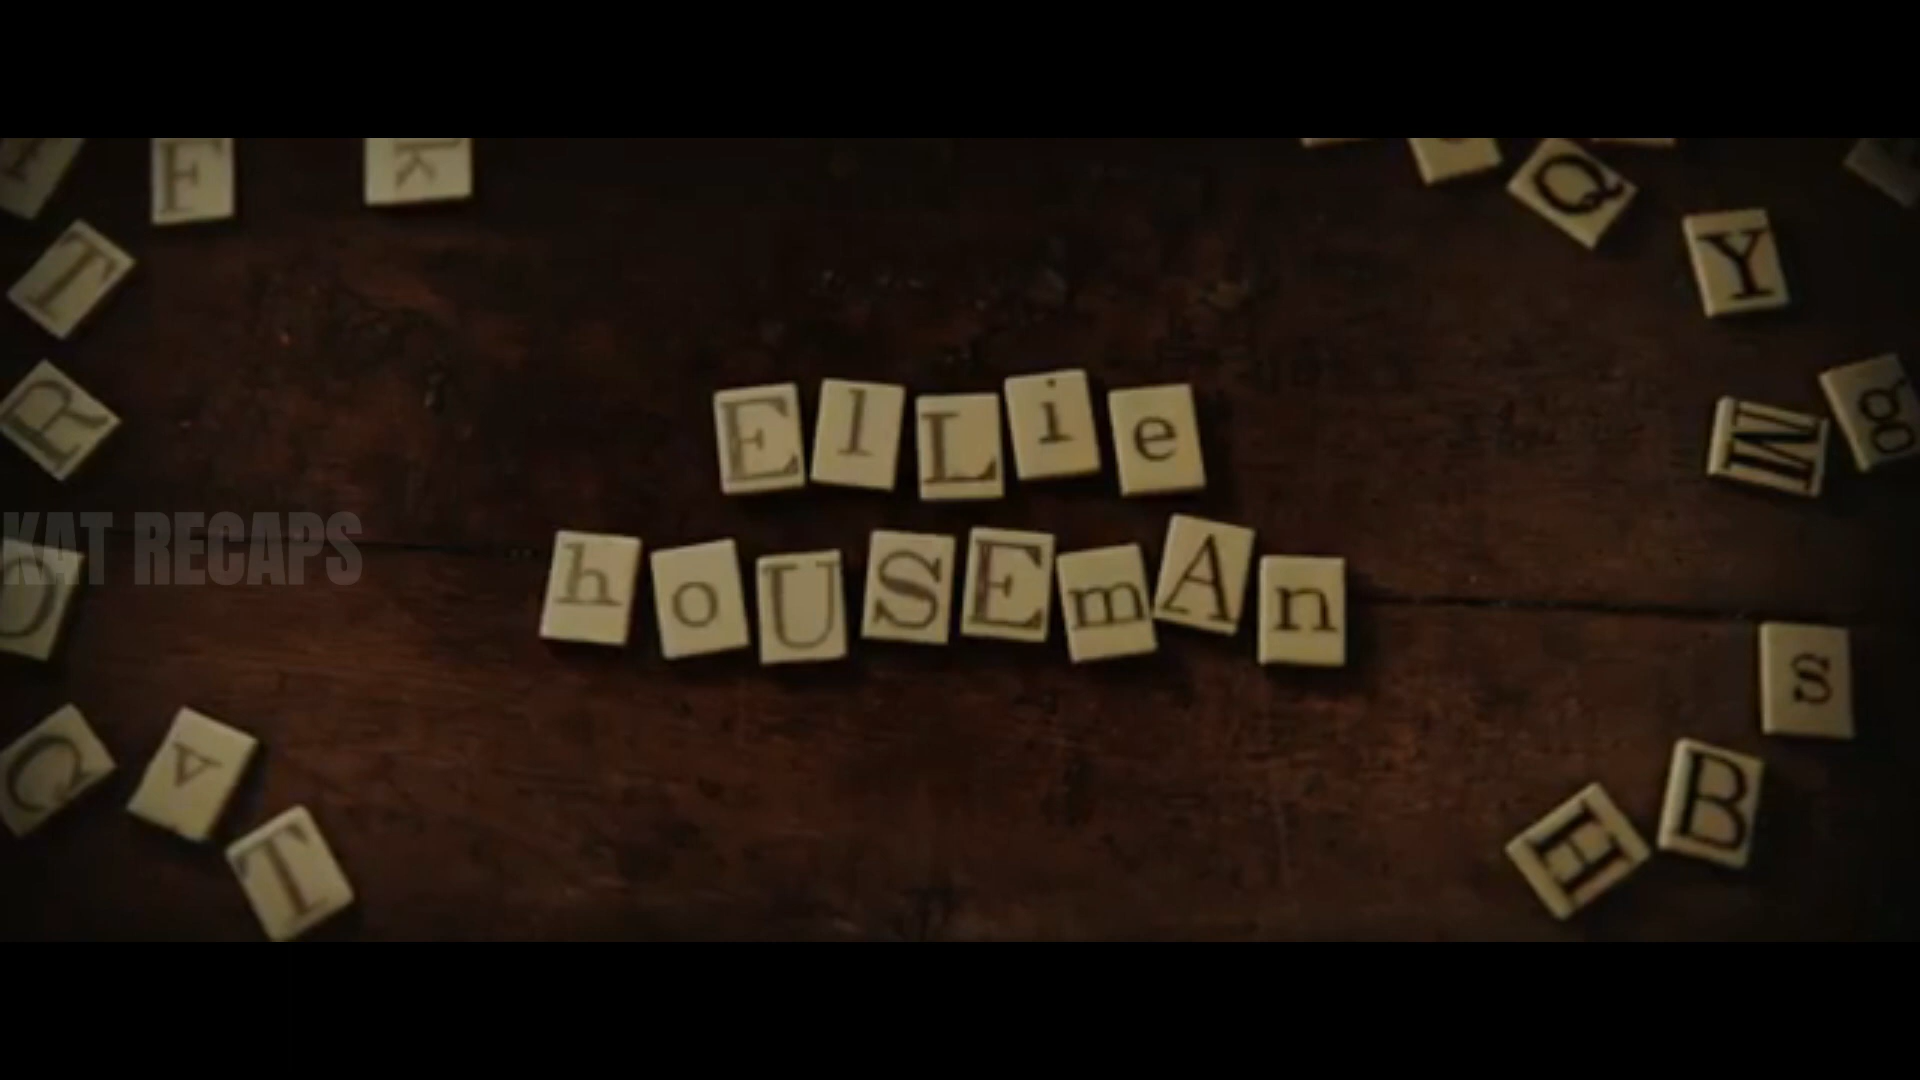 F K Q
T Y
R M g
ElLie
KAT RECAPS
hoUSEmAn
O s
Q A T H B